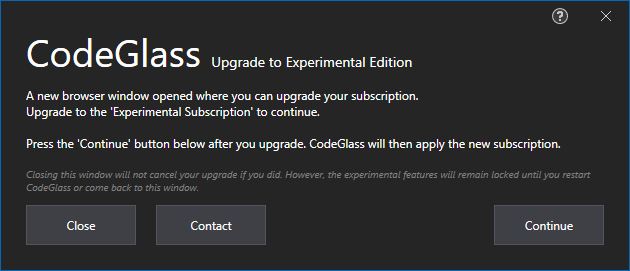 CodeGlass Upgrade to Experimental Edition
A new browser window opened where you can upgrade your subscription.
Upgrade to the 'Experimental Subscription' to continue.
Press the 'Continue' button below after you upgrade. CodeGlass will then apply the new subscription.
Closing this window will not cancel your upgrade if you did. However, the experimental features will remain locked until you restart
CodeGlass or come back to this window.
Close Contact Continue